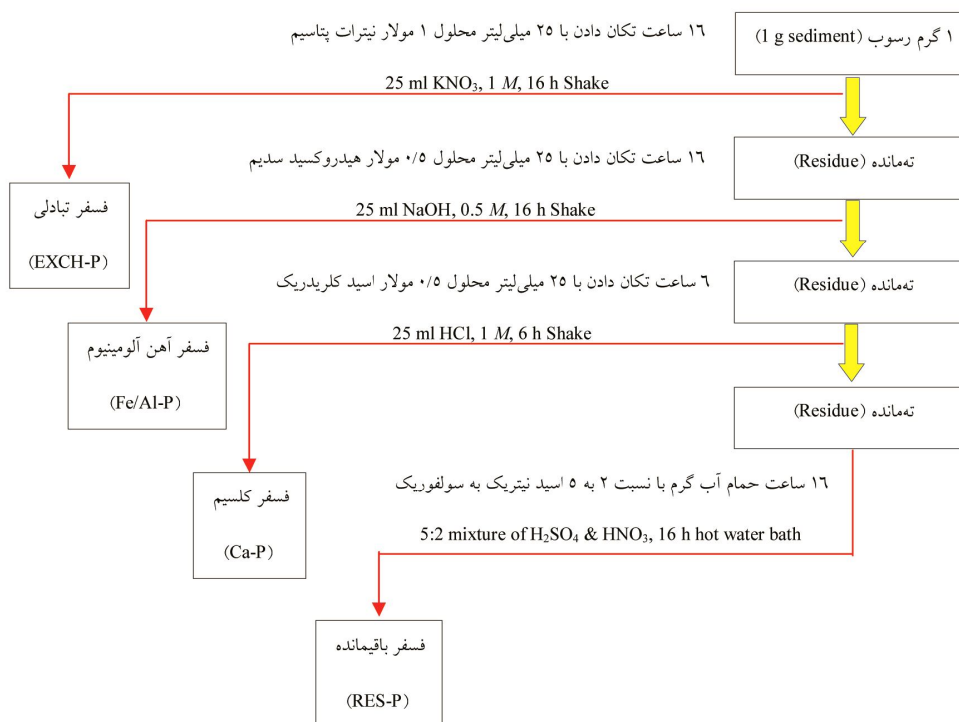 ۱ گرم رسوب (1 g sediment)
۱۶ ساعت تکان دادن با ۲۵ میلی‌لیتر محلول ۱ مولار نیترات پتاسیم
25 ml KNO₃, 1 M, 16 h Shake
ته‌مانده (Residue)
۱۶ ساعت تکان دادن با ۲۵ میلی‌لیتر محلول ۰/۵ مولار هیدروکسید سدیم
25 ml NaOH, 0.5 M, 16 h Shake
فسفر تبادلی
(EXCH-P)
ته‌مانده (Residue)
۶ ساعت تکان دادن با ۲۵ میلی‌لیتر محلول ۰/۵ مولار اسید کلریدریک
25 ml HCl, 1 M, 6 h Shake
فسفر آهن آلومینیوم
(Fe/Al-P)
ته‌مانده (Residue)
۱۶ ساعت حمام آب گرم با نسبت ۲ به ۵ اسید نیتریک به سولفوریک
5:2 mixture of H₂SO₄ & HNO₃, 16 h hot water bath
فسفر کلسیم
(Ca-P)
فسفر باقیمانده
(RES-P)